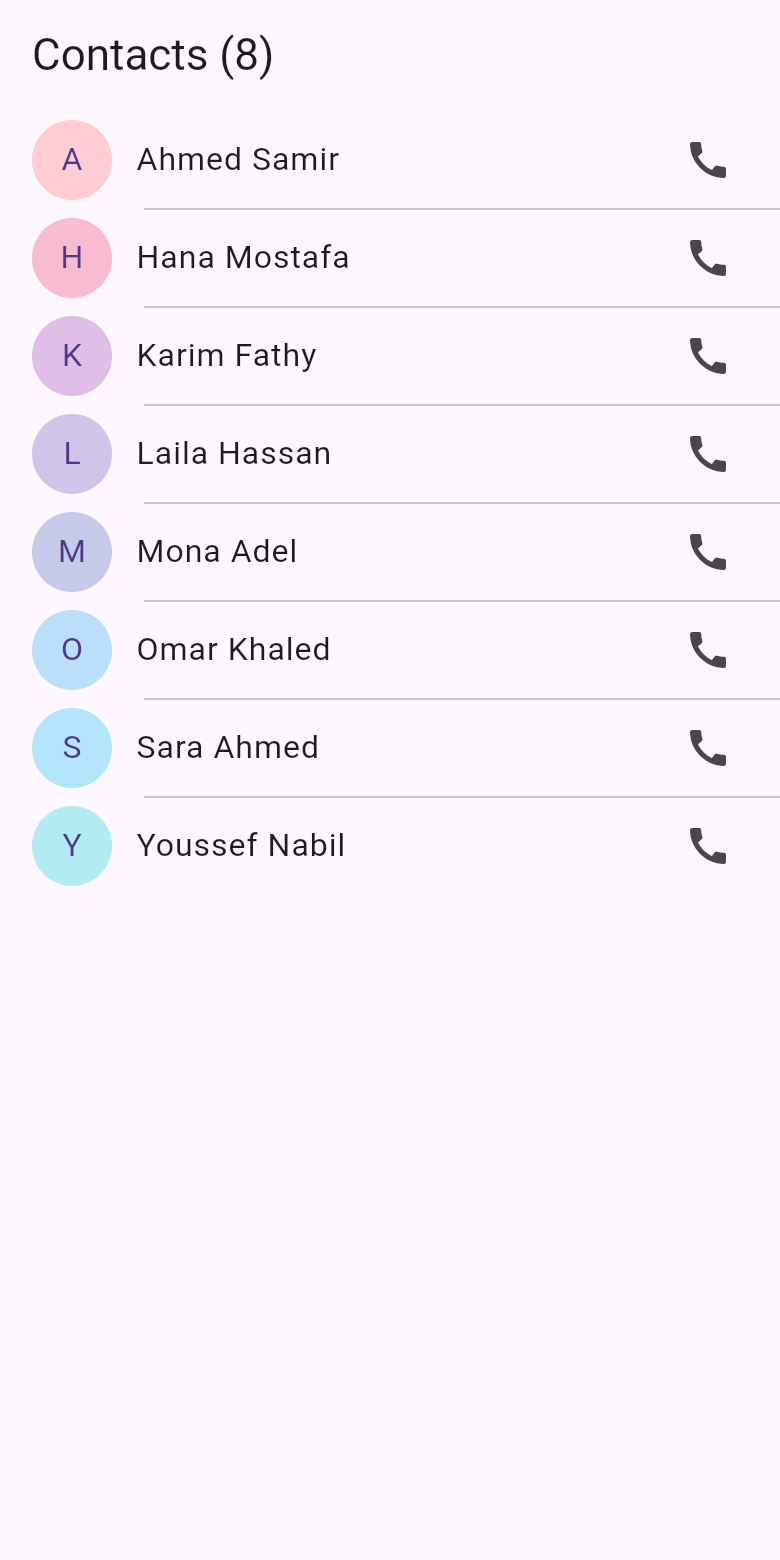 Contacts (8)
A Ahmed Samir
H Hana Mostafa
K Karim Fathy
L Laila Hassan
M Mona Adel
O Omar Khaled
S Sara Ahmed
Y Youssef Nabil